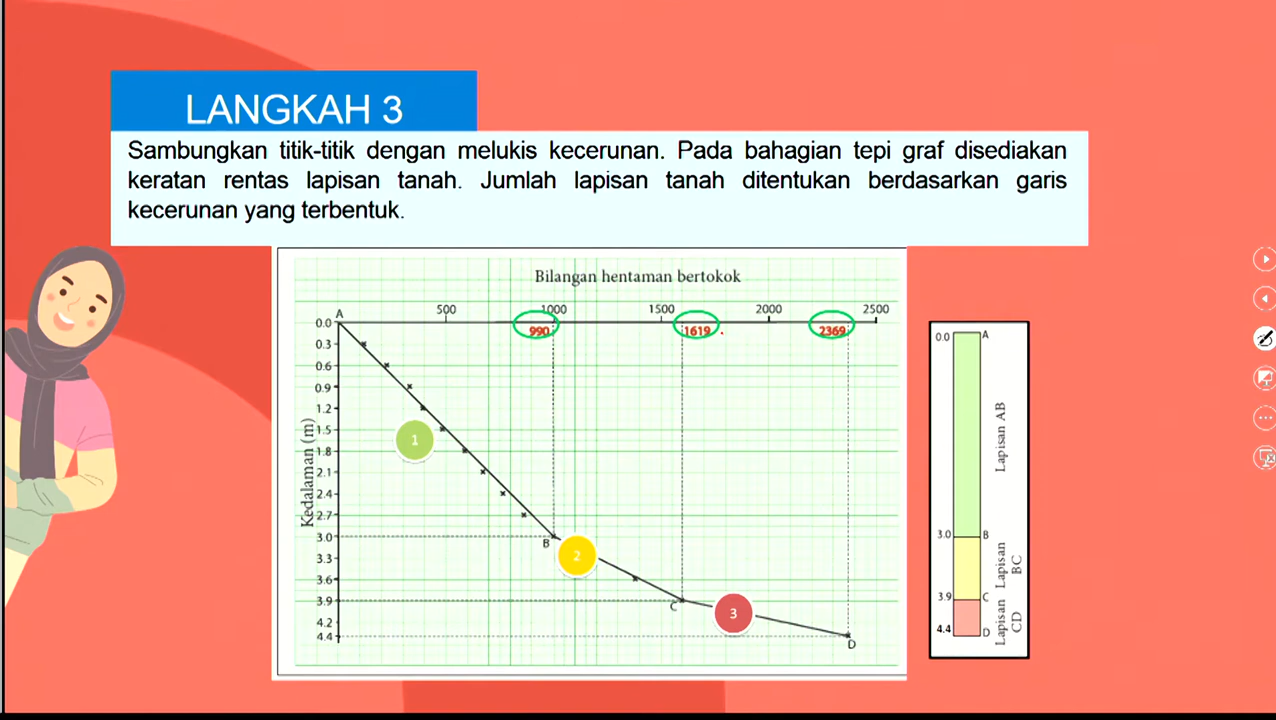 LANGKAH 3
Sambungkan titik-titik dengan melukis kecerunan. Pada bahagian tepi graf disediakan
keratan rentas lapisan tanah. Jumlah lapisan tanah ditentukan berdasarkan garis
kecerunan yang terbentuk.
Bilangan hentaman bertokok
A
500
1000
1500
2000
2500
990
1619
2369
Kedalaman (m)
0.0
0.3
0.6
0.9
1.2
1.5
1.8
2.1
2.4
2.7
3.0
3.3
3.6
3.9
4.2
4.4
1
B
2
C
3
D
0.0
A
Lapisan AB
3.0
B
Lapisan
BC
3.9
C
Lapisan
CD
4.4
D